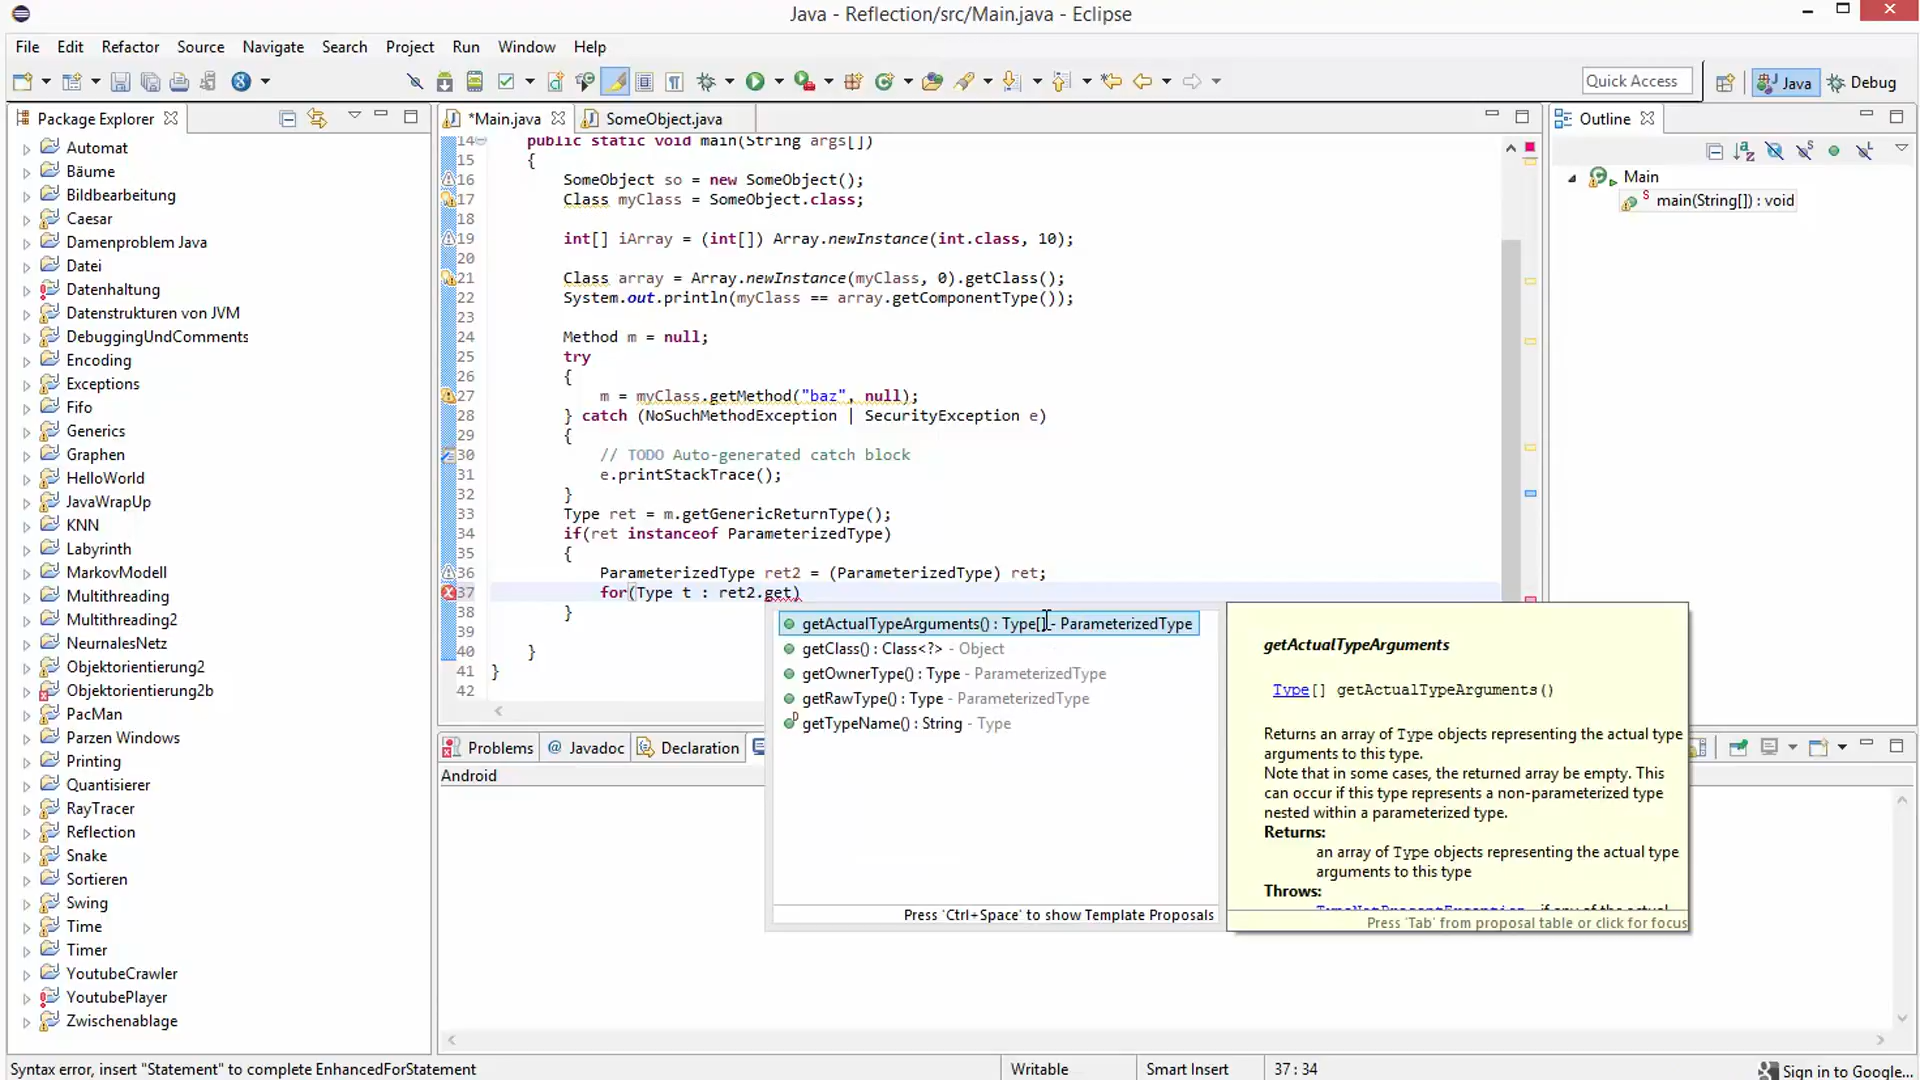 Java - Reflection/src/Main.java - Eclipse
File Edit Refactor Source Navigate Search Project Run Window Help
Quick Access Java Debug
Package Explorer
Automat
Bäume
Bildbearbeitung
Caesar
Damenproblem Java
Datei
Datenhaltung
Datenstrukturen von JVM
DebuggingUndComments
Encoding
Exceptions
Fifo
Generics
Graphen
HelloWorld
JavaWrapUp
KNN
Labyrinth
MarkovModell
Multithreading
Multithreading2
NeurnalesNetz
Objektorientierung2
Objektorientierung2b
PacMan
Parzen Windows
Printing
Quantisierer
RayTracer
Reflection
Snake
Sortieren
Swing
Time
Timer
YoutubeCrawler
YoutubePlayer
Zwischenablage
*Main.java SomeObject.java
14 public static void main(String args[])
15 {
16 SomeObject so = new SomeObject();
17 Class myClass = SomeObject.class;
18
19 int[] iArray = (int[]) Array.newInstance(int.class, 10);
20
21 Class array = Array.newInstance(myClass, 0).getClass();
22 System.out.println(myClass == array.getComponentType());
23
24 Method m = null;
25 try
26 {
27 m = myClass.getMethod("baz", null);
28 } catch (NoSuchMethodException | SecurityException e)
29 {
30 // TODO Auto-generated catch block
31 e.printStackTrace();
32 }
33 Type ret = m.getGenericReturnType();
34 if(ret instanceof ParameterizedType)
35 {
36 ParameterizedType ret2 = (ParameterizedType) ret;
37 for(Type t : ret2.get)
38 }
39
40 }
41 }
42
getActualTypeArguments() : Type[] - ParameterizedType
getClass() : Class<?> - Object
getOwnerType() : Type - ParameterizedType
getRawType() : Type - ParameterizedType
getTypeName() : String - Type
Press 'Ctrl+Space' to show Template Proposals
getActualTypeArguments
Type[] getActualTypeArguments()
Returns an array of Type objects representing the actual type
arguments to this type.
Note that in some cases, the returned array be empty. This
can occur if this type represents a non-parameterized type
nested within a parameterized type.
Returns:
an array of Type objects representing the actual type
arguments to this type
Throws:
TypeNotPresentException if any of the actual
Press 'Tab' from proposal table or click for focus
Outline
Main
S main(String[]) : void
Problems @ Javadoc Declaration
Android
Syntax error, insert "Statement" to complete EnhancedForStatement
Writable
Smart Insert
37 : 34
Sign in to Google...